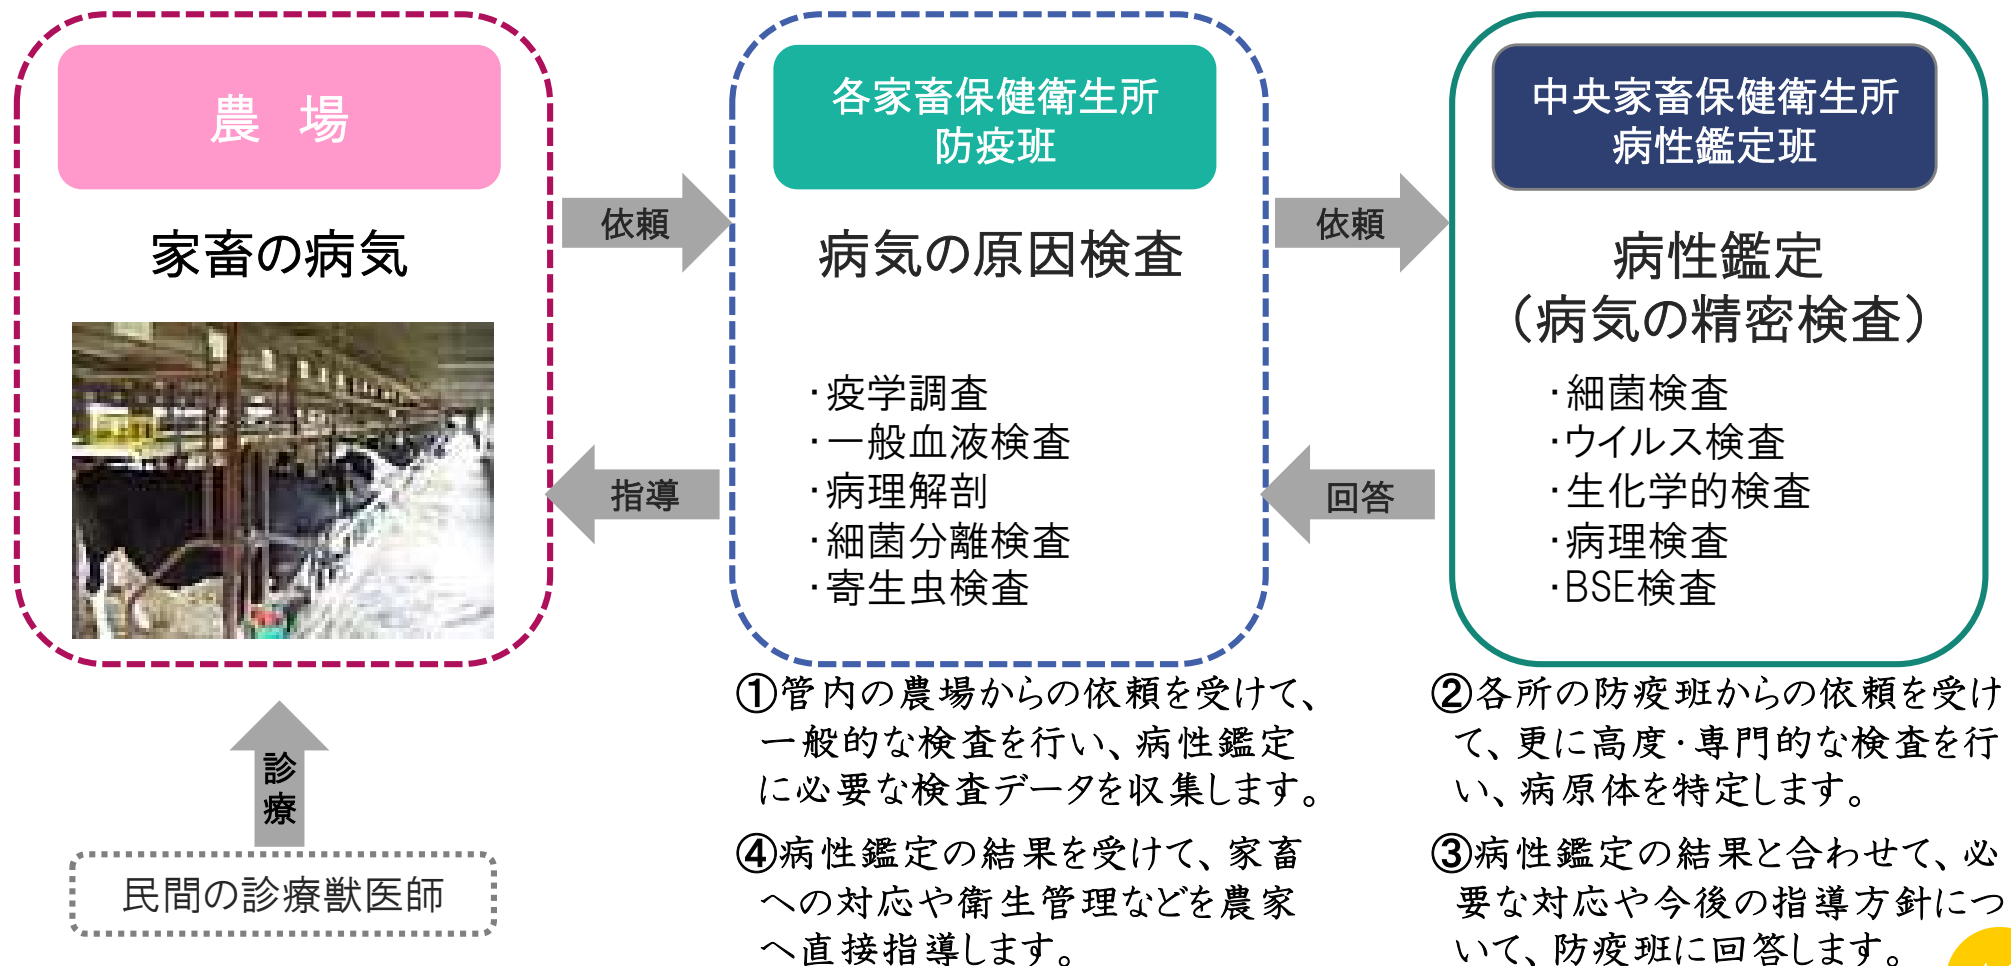 農　場
家畜の病気
診療
民間の診療獣医師
依頼
指導
各家畜保健衛生所
防疫班
病気の原因検査
・疫学調査
・一般血液検査
・病理解剖
・細菌分離検査
・寄生虫検査
依頼
回答
中央家畜保健衛生所
病性鑑定班
病性鑑定
（病気の精密検査）
・細菌検査
・ウイルス検査
・生化学的検査
・病理検査
・BSE検査
①管内の農場からの依頼を受けて、
一般的な検査を行い、病性鑑定
に必要な検査データを収集します。
②各所の防疫班からの依頼を受け
て、更に高度・専門的な検査を行
い、病原体を特定します。
③病性鑑定の結果と合わせて、必
要な対応や今後の指導方針につ
いて、防疫班に回答します。
④病性鑑定の結果を受けて、家畜
への対応や衛生管理などを農家
へ直接指導します。